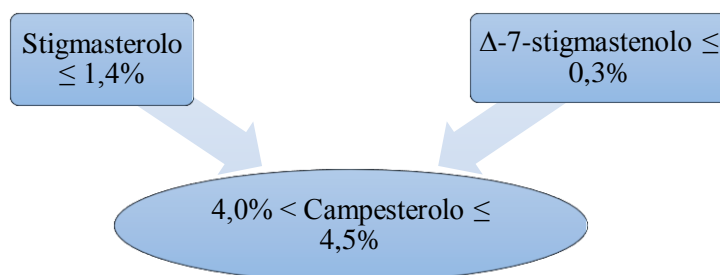 Stigmasterolo
≤ 1,4%
Δ-7-stigmastenolo ≤
0,3%
4,0% < Campesterolo ≤
4,5%